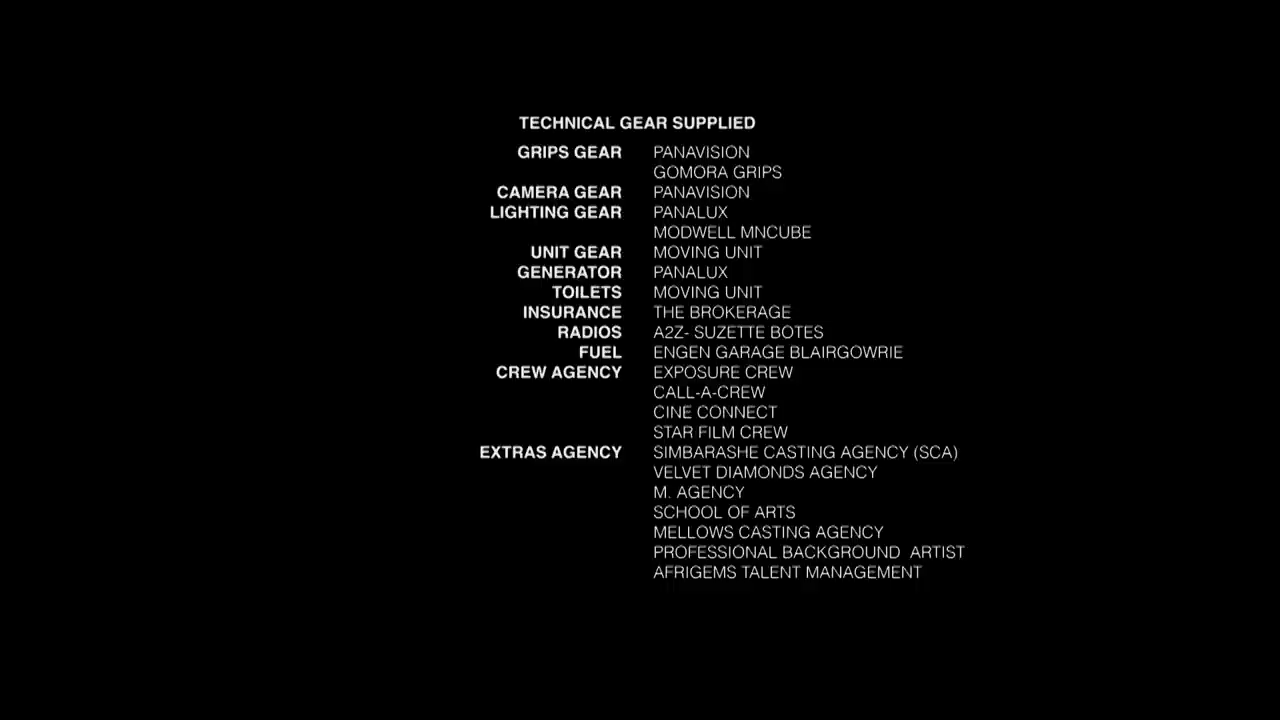 TECHNICAL GEAR SUPPLIED
GRIPS GEAR PANAVISION
GOMORA GRIPS
CAMERA GEAR PANAVISION
LIGHTING GEAR PANALUX
MODWELL MNCUBE
UNIT GEAR MOVING UNIT
GENERATOR PANALUX
TOILETS MOVING UNIT
INSURANCE THE BROKERAGE
RADIOS A2Z- SUZETTE BOTES
FUEL ENGEN GARAGE BLAIRGOWRIE
CREW AGENCY EXPOSURE CREW
CALL-A-CREW
CINE CONNECT
STAR FILM CREW
EXTRAS AGENCY SIMBARASHE CASTING AGENCY (SCA)
VELVET DIAMONDS AGENCY
M. AGENCY
SCHOOL OF ARTS
MELLOWS CASTING AGENCY
PROFESSIONAL BACKGROUND  ARTIST
AFRIGEMS TALENT MANAGEMENT